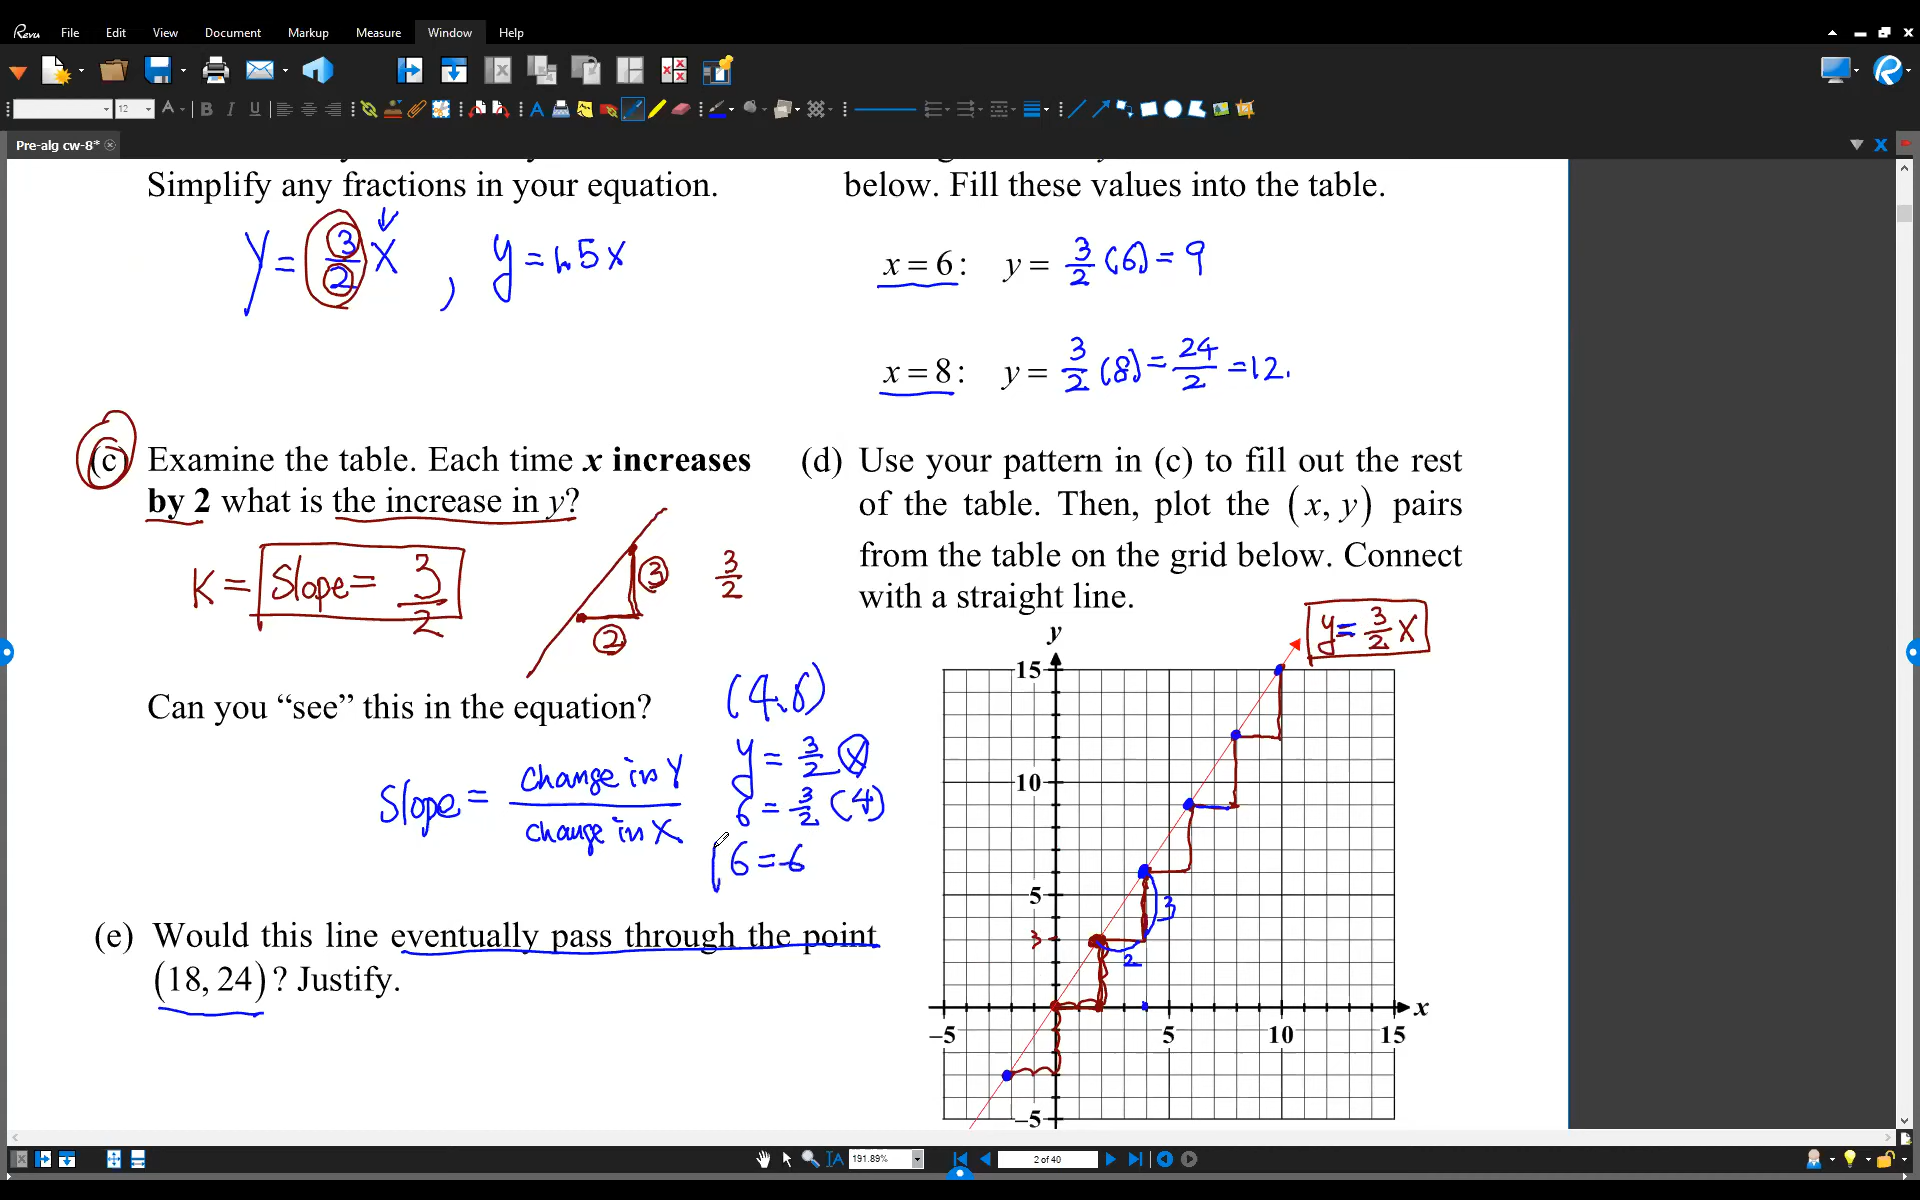 Revu File Edit View Document Markup Measure Window Help
12
Pre-alg cw-8*
Simplify any fractions in your equation.
y = 3/2 x , y = 1.5x
below. Fill these values into the table.
x = 6: y = 3/2 (6) = 9
x = 8: y = 3/2 (8) = 24/2 = 12.
(c) Examine the table. Each time x increases
by 2 what is the increase in y?
K = Slope = 3/2
3
2
3/2
Can you “see” this in the equation?
Slope = change in Y / change in X
(4,6)
y = 3/2 x
6 = 3/2 (4)
6 = 6
(d) Use your pattern in (c) to fill out the rest
of the table. Then, plot the (x, y) pairs
from the table on the grid below. Connect
with a straight line.
y = 3/2 x
y
15
10
5
3
3
2
x
-5 5 10 15
-5
(e) Would this line eventually pass through the point
(18, 24)? Justify.
191.89%
2 of 40